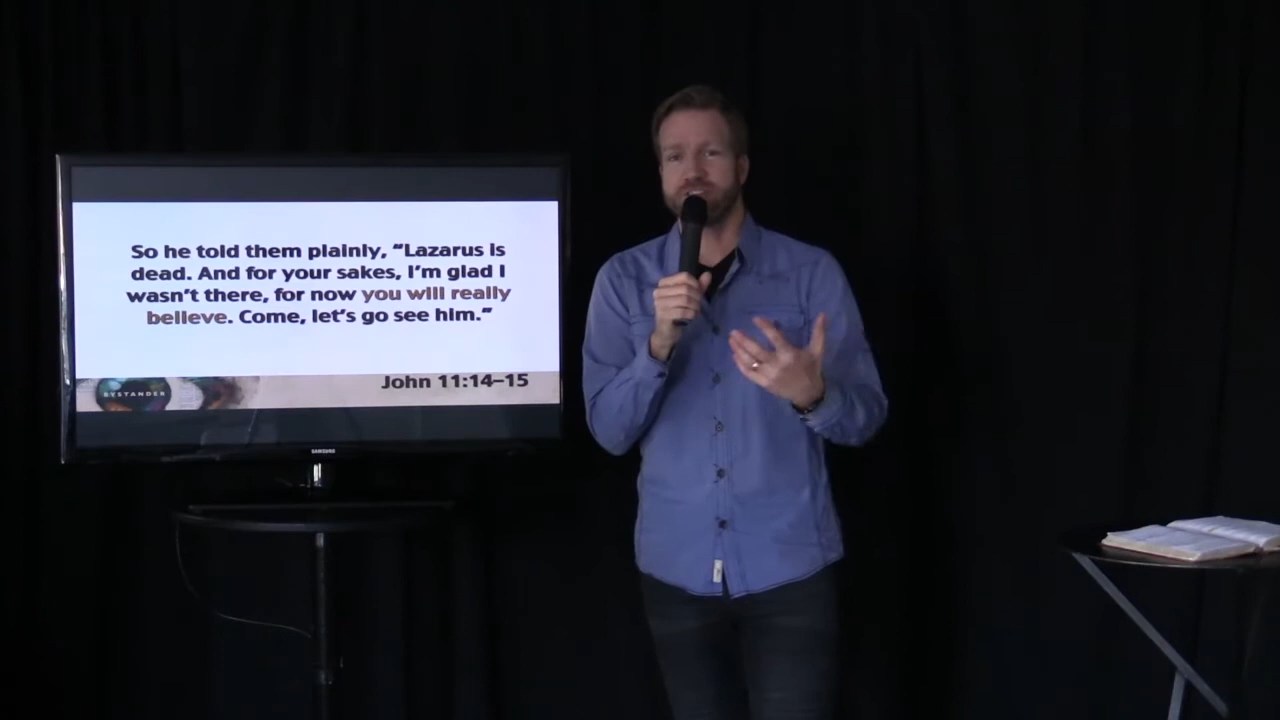 So he told them plainly, “Lazarus is
dead. And for your sakes, I’m glad I
wasn’t there, for now you will really
believe. Come, let’s go see him.”
John 11:14–15
BYSTANDER
SAMSUNG